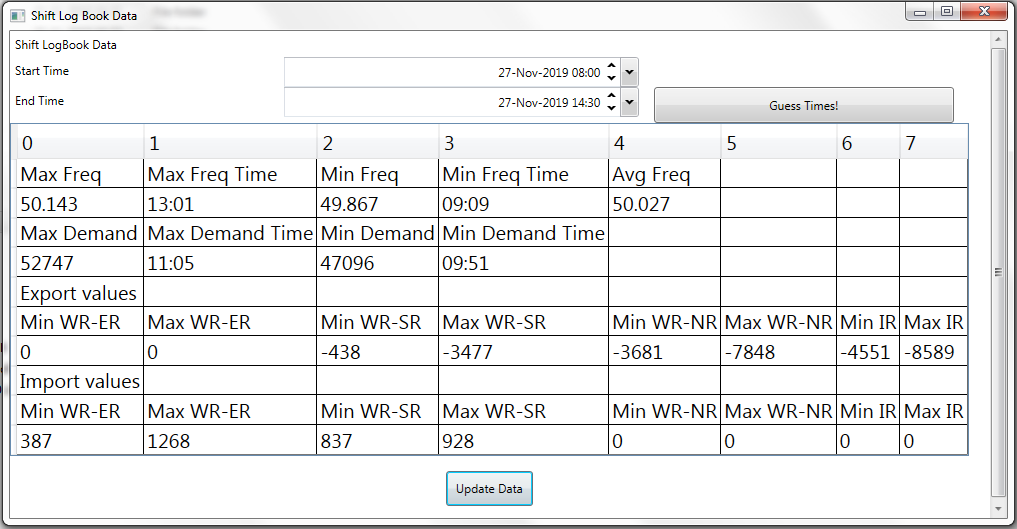 Shift Log Book Data
Shift LogBook Data
Start Time 27-Nov-2019 08:00
End Time 27-Nov-2019 14:30 Guess Times!
0 1 2 3 4 5 6 7
Max Freq Max Freq Time Min Freq Min Freq Time Avg Freq
50.143 13:01 49.867 09:09 50.027
Max Demand Max Demand Time Min Demand Min Demand Time
52747 11:05 47096 09:51
Export values
Min WR-ER Max WR-ER Min WR-SR Max WR-SR Min WR-NR Max WR-NR Min IR Max IR
0 0 -438 -3477 -3681 -7848 -4551 -8589
Import values
Min WR-ER Max WR-ER Min WR-SR Max WR-SR Min WR-NR Max WR-NR Min IR Max IR
387 1268 837 928 0 0 0 0
Update Data